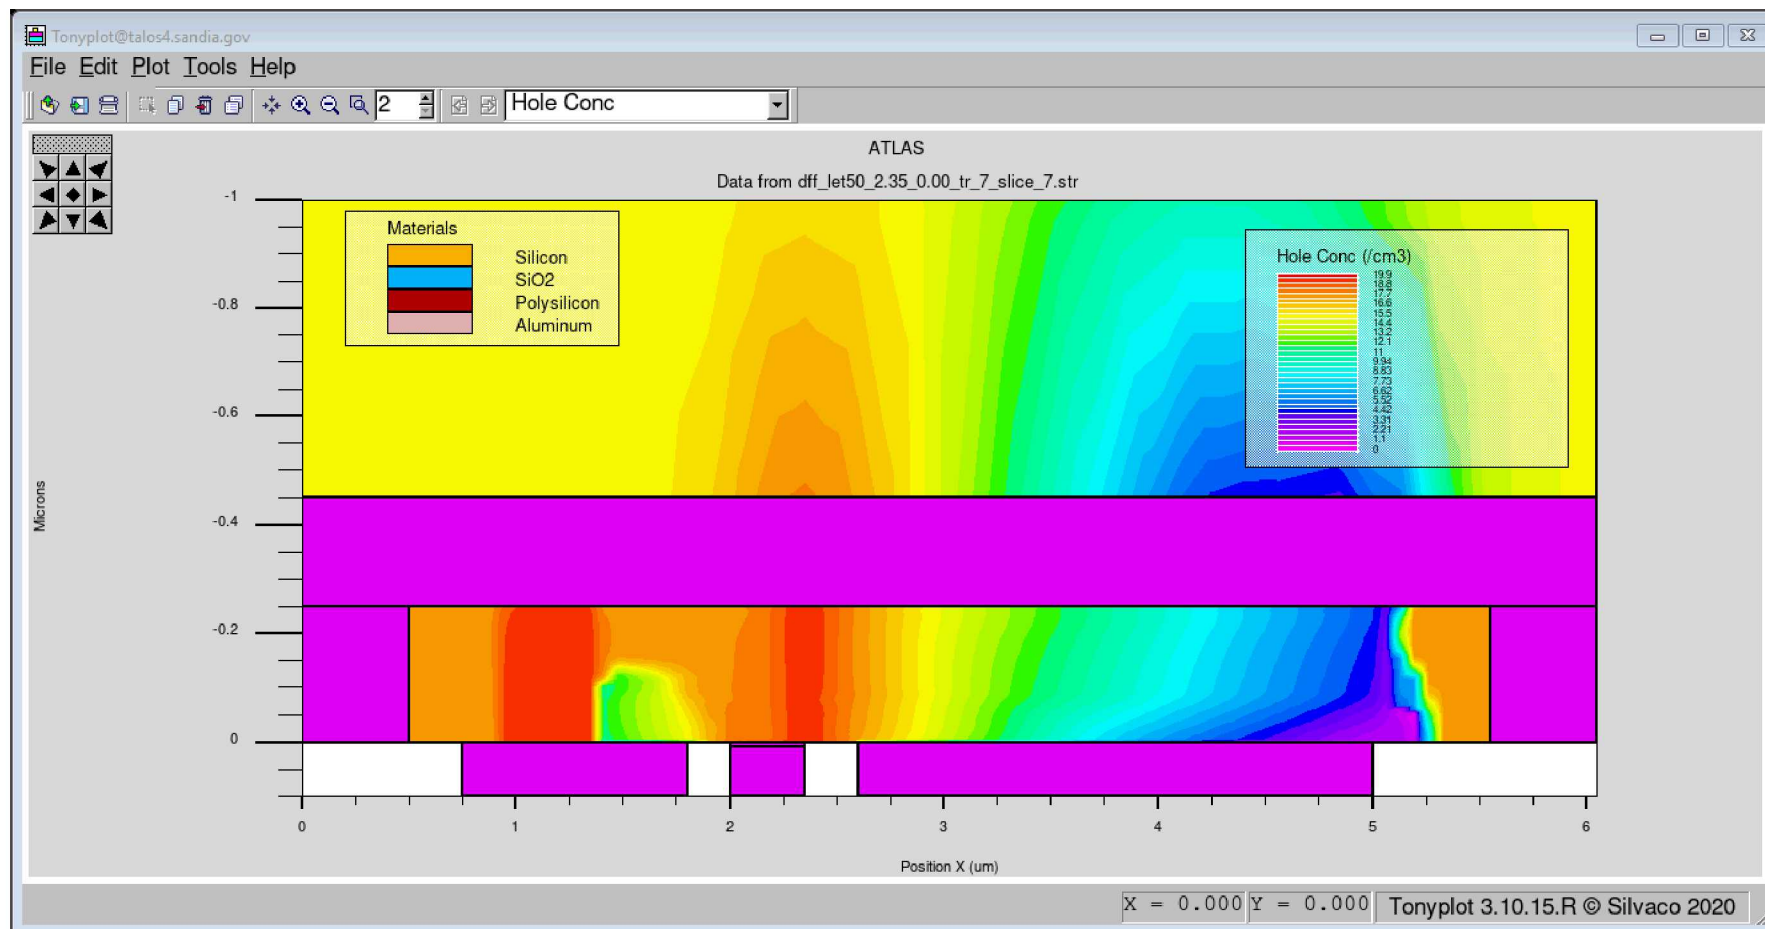 Tonyplot@talos4.sandia.gov
File Edit Plot Tools Help
2 Hole Conc
ATLAS
Data from dff_let50_2.35_0.00_tr_7_slice_7.str
Materials
Silicon
SiO2
Polysilicon
Aluminum
Hole Conc (/cm3)
19.9
18.8
17.7
16.6
15.5
14.4
13.2
12.1
11
9.94
8.83
7.73
6.62
5.52
4.42
3.31
2.21
1.1
0
-1
-0.8
-0.6
-0.4
-0.2
0
Microns
0 1 2 3 4 5 6
Position X (um)
X = 0.000 Y = 0.000 Tonyplot 3.10.15.R © Silvaco 2020